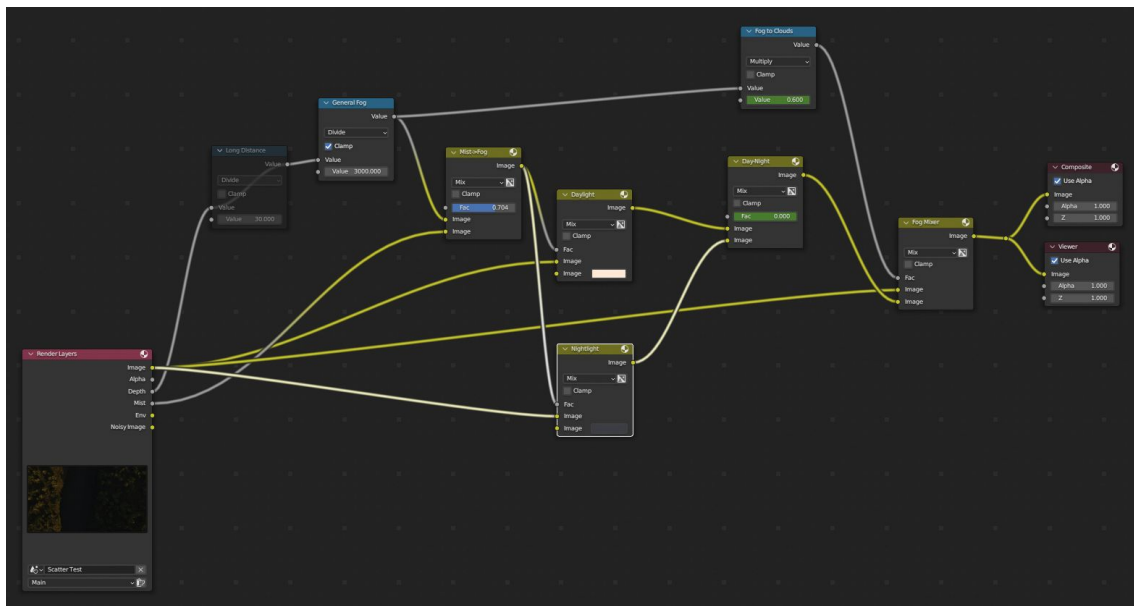 Fog to Clouds
Value
Multiply
Clamp
Value
Value 0.600
General Fog
Value
Divide
Clamp
Value
Value 3000.000
Long Distance
Value
Divide
Clamp
Value
Value 30.000
Mist->Fog
Image
Mix
Clamp
Fac 0.704
Image
Image
Daylight
Image
Mix
Clamp
Fac
Image
Image
Day-Night
Image
Mix
Clamp
Fac 0.000
Image
Image
Composite
Use Alpha
Image
Alpha 1.000
Z 1.000
Fog Mixer
Image
Mix
Clamp
Fac
Image
Image
Viewer
Use Alpha
Image
Alpha 1.000
Z 1.000
Nightlight
Image
Mix
Clamp
Fac
Image
Image
Render Layers
Image
Alpha
Depth
Mist
Env
Noisy Image
Scatter Test
Main